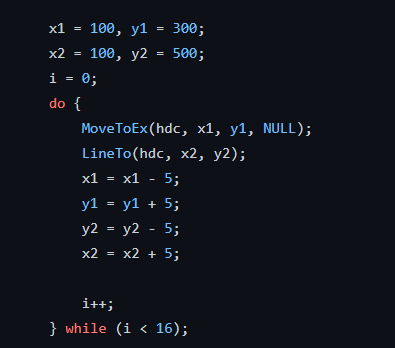 x1 = 100, y1 = 300;
x2 = 100, y2 = 500;
i = 0;
do {
    MoveToEx(hdc, x1, y1, NULL);
    LineTo(hdc, x2, y2);
    x1 = x1 - 5;
    y1 = y1 + 5;
    y2 = y2 - 5;
    x2 = x2 + 5;

    i++;
} while (i < 16);